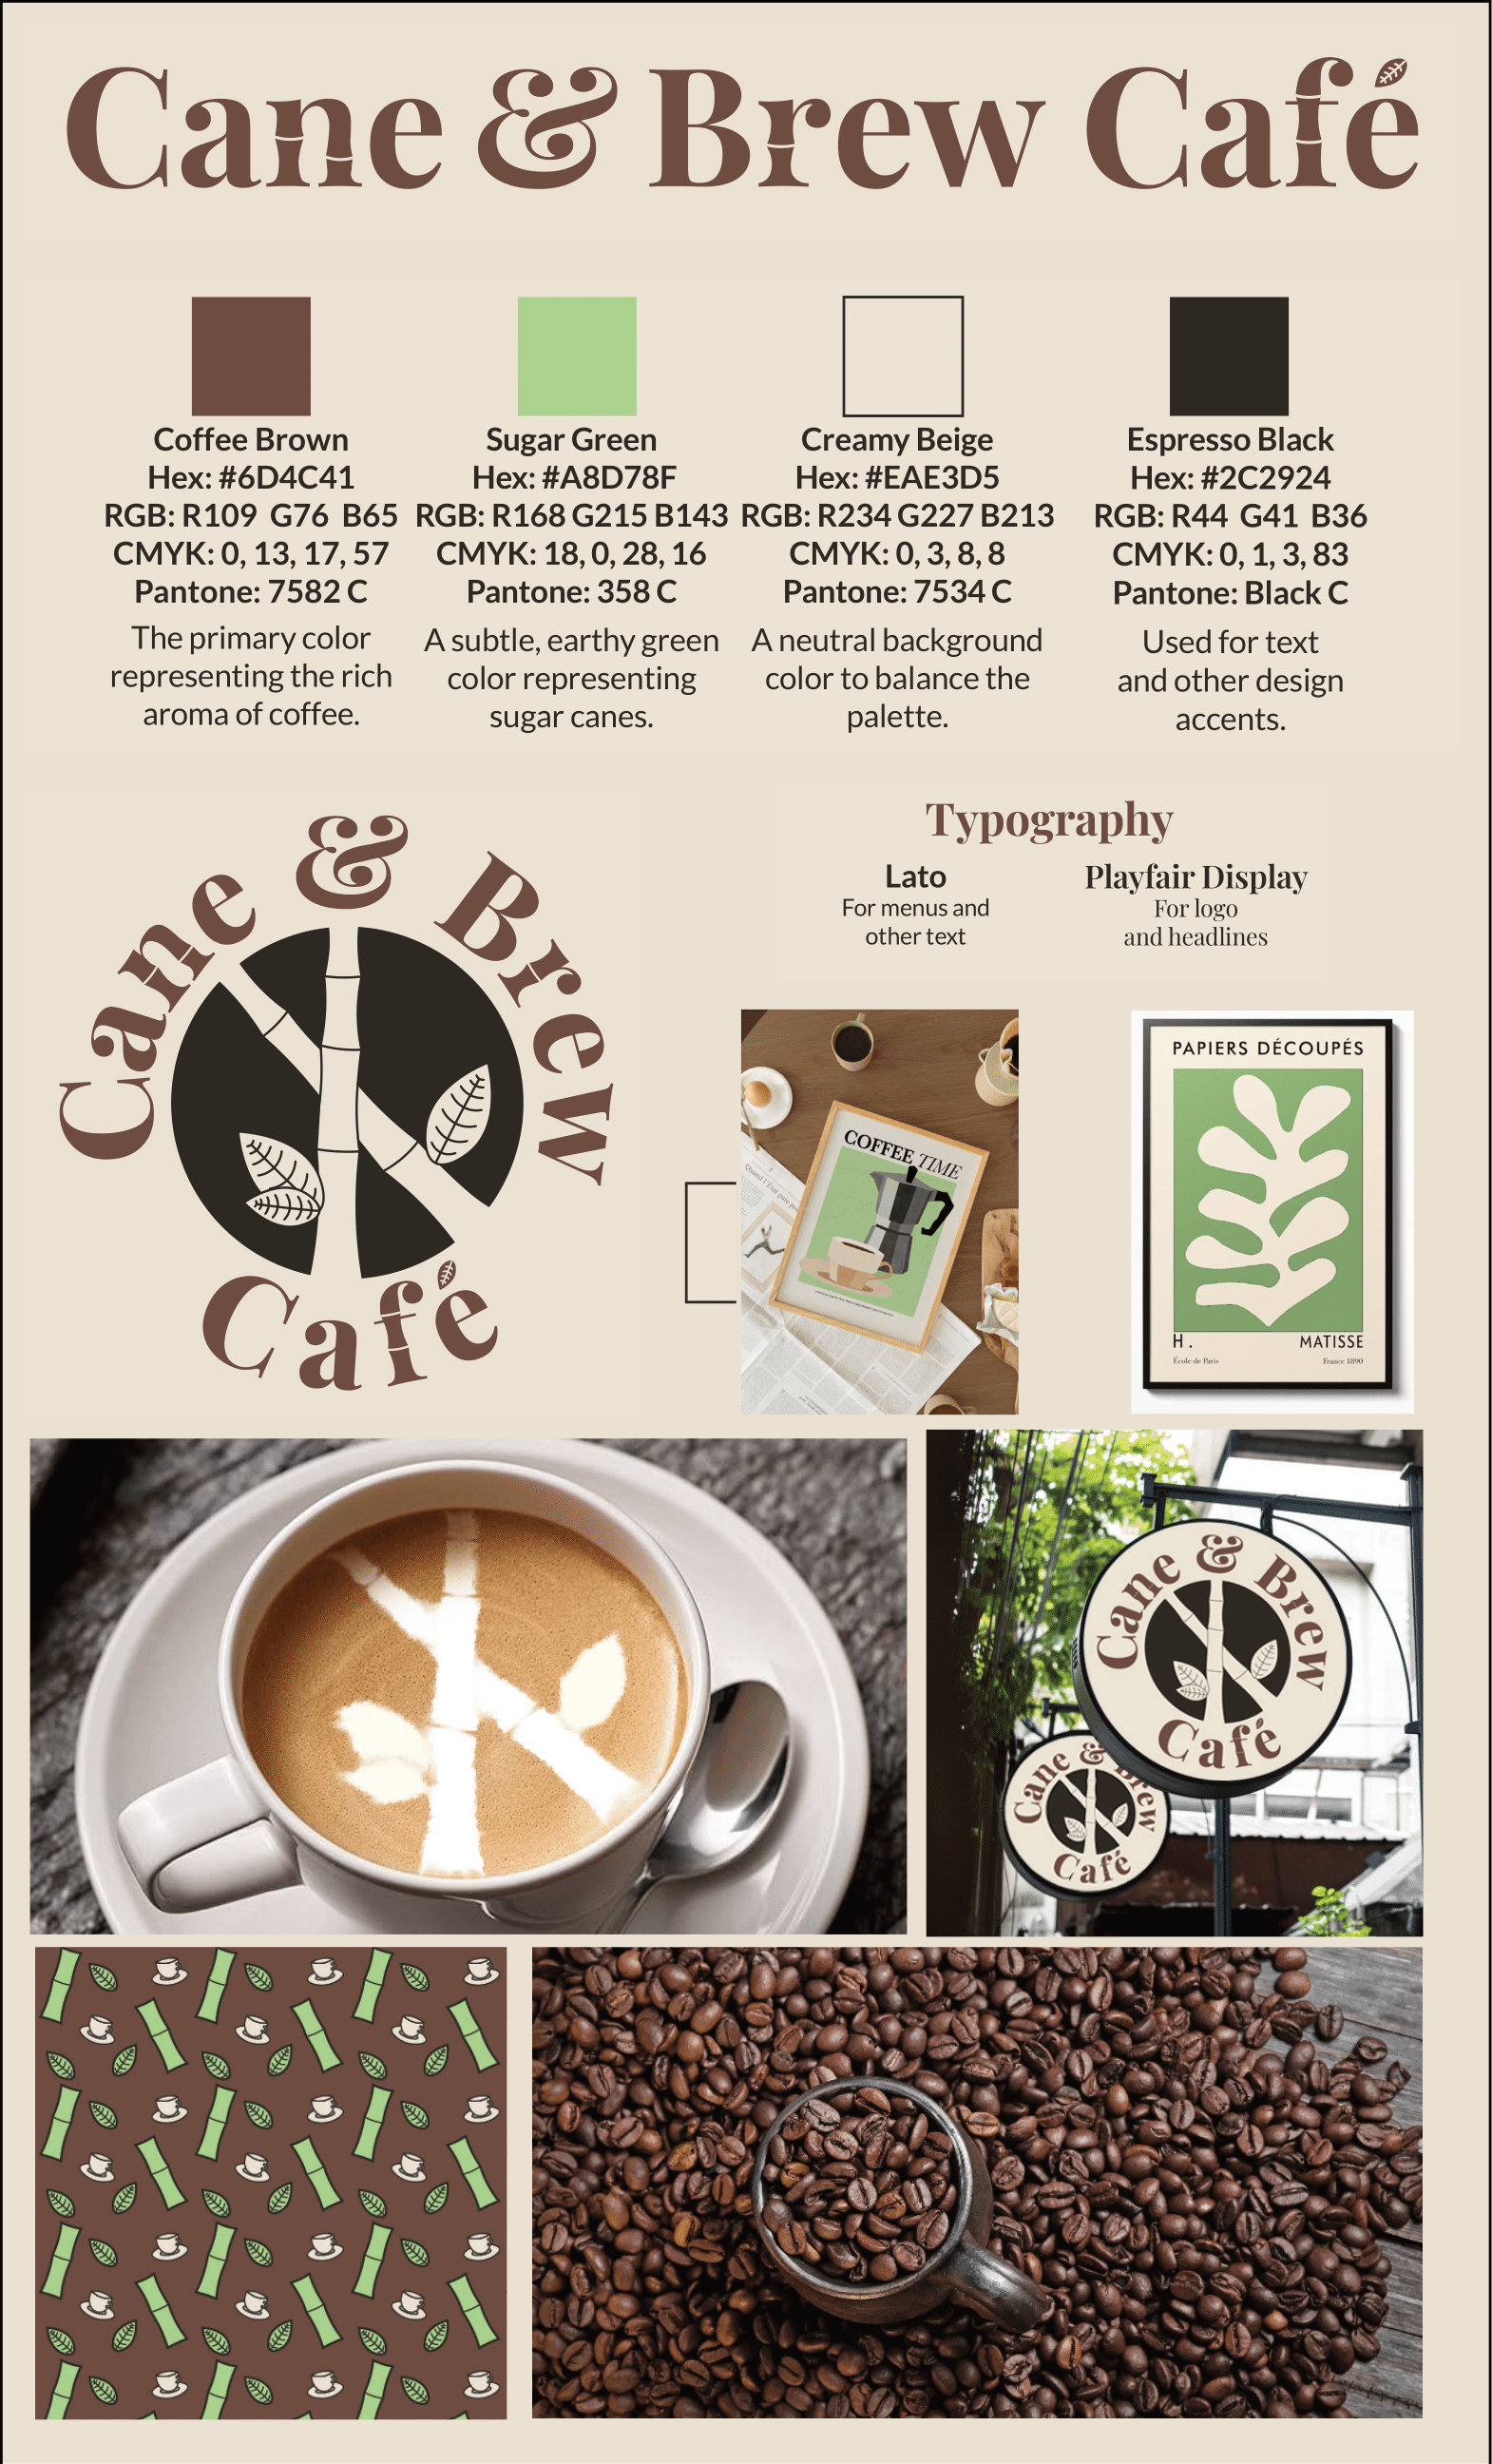 Cane & Brew Café
Coffee Brown
Hex: #6D4C41
RGB: R109 G76 B65
CMYK: 0, 13, 17, 57
Pantone: 7582 C
The primary color
representing the rich
aroma of coffee.
Sugar Green
Hex: #A8D78F
RGB: R168 G215 B143
CMYK: 18, 0, 28, 16
Pantone: 358 C
A subtle, earthy green
color representing
sugar canes.
Creamy Beige
Hex: #EAE3D5
RGB: R234 G227 B213
CMYK: 0, 3, 8, 8
Pantone: 7534 C
A neutral background
color to balance the
palette.
Espresso Black
Hex: #2C2924
RGB: R44 G41 B36
CMYK: 0, 1, 3, 83
Pantone: Black C
Used for text
and other design
accents.
Cane & Brew
Café
Typography
Lato
For menus and
other text
Playfair Display
For logo
and headlines
COFFEE TIME
Quand l'État
PAPIERS DÉCOUPÉS
H. MATISSE
École de Paris France 1890
Cane & Brew
Café
Cane & Brew
Café